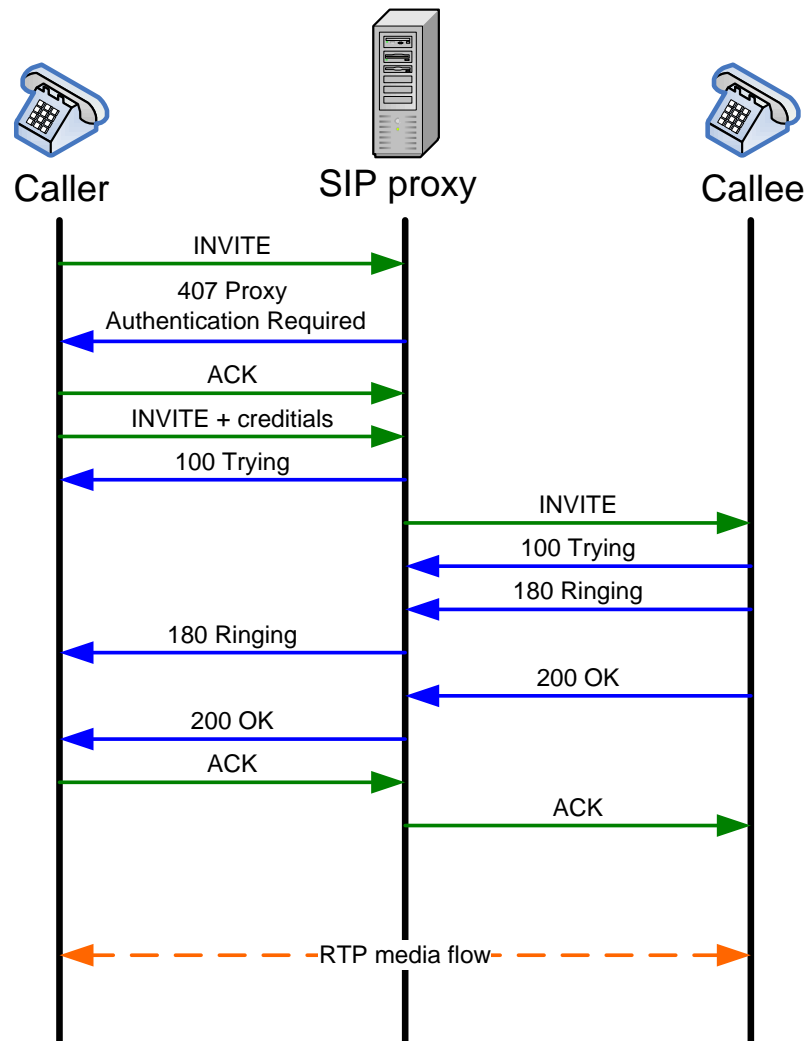 Caller
SIP proxy
Callee
INVITE
407 Proxy
Authentication Required
ACK
INVITE + creditials
100 Trying
INVITE
100 Trying
180 Ringing
180 Ringing
200 OK
200 OK
ACK
ACK
RTP media flow